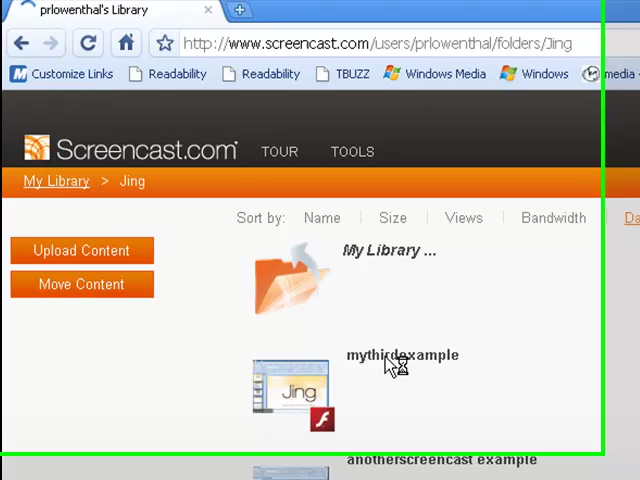 prlowenthal's Library
http://www.screencast.com/users/prlowenthal/folders/Jing
Customize Links Readability Readability TBUZZ Windows Media Windows media
Screencast.com TOUR TOOLS
My Library > Jing
Sort by: Name Size Views Bandwidth Da
Upload Content
My Library ...
Move Content
mythirdexample
Jing
anotherscreencast example